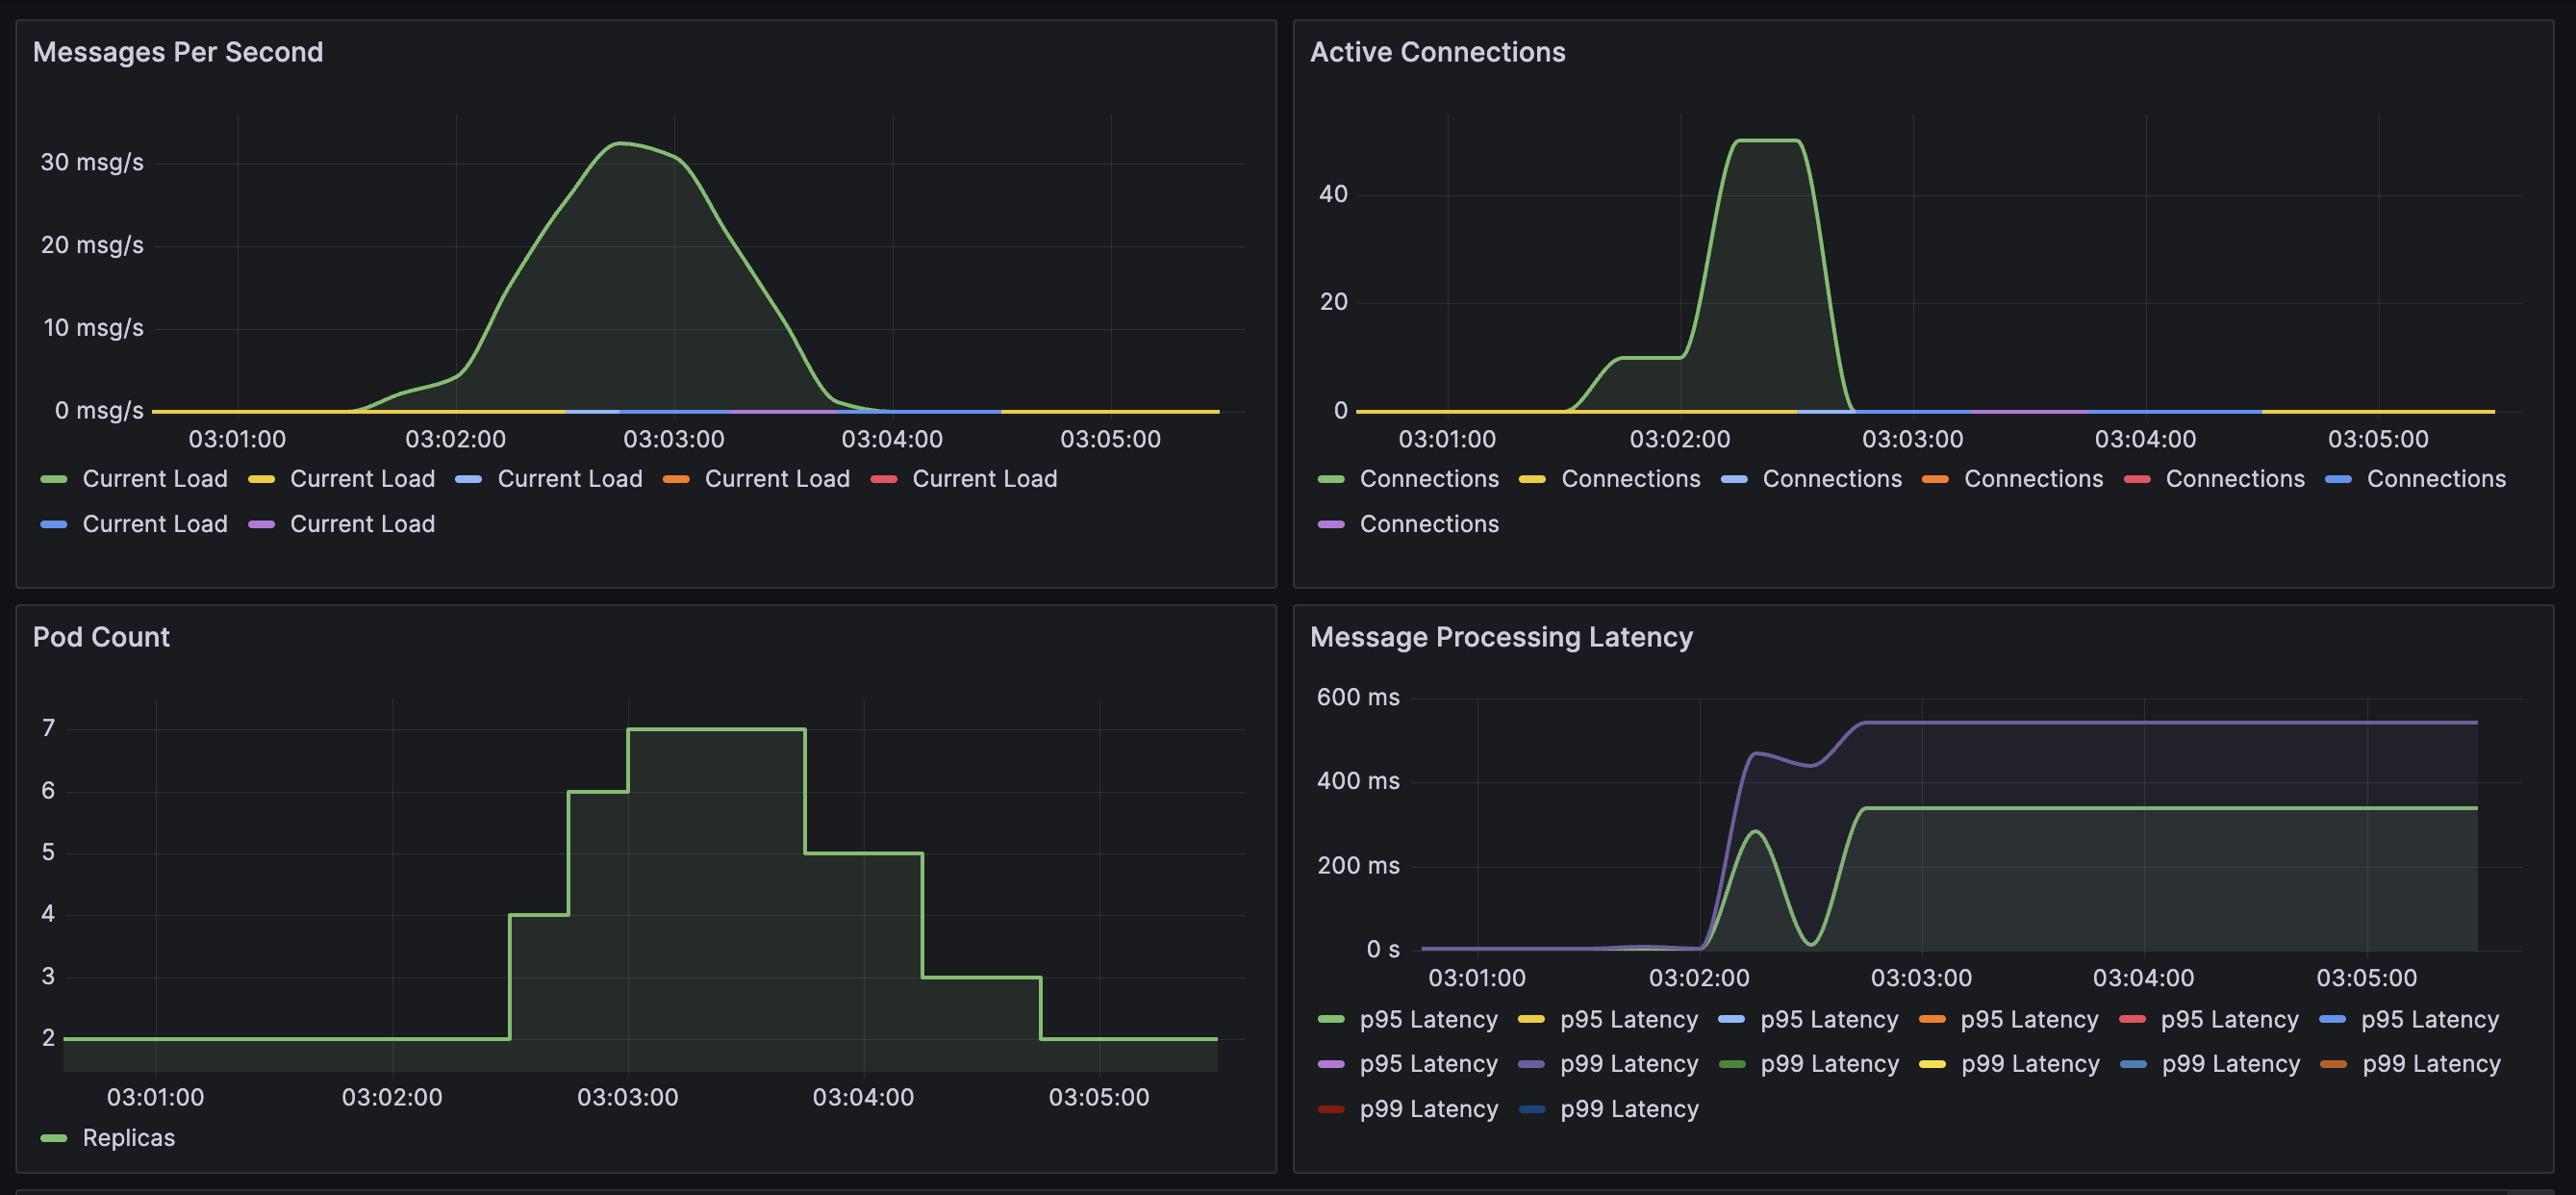 Messages Per Second
30 msg/s
20 msg/s
10 msg/s
0 msg/s
03:01:00 03:02:00 03:03:00 03:04:00 03:05:00
Current Load Current Load Current Load Current Load Current Load
Current Load Current Load
Active Connections
40
20
0
03:01:00 03:02:00 03:03:00 03:04:00 03:05:00
Connections Connections Connections Connections Connections Connections
Connections
Pod Count
7
6
5
4
3
2
03:01:00 03:02:00 03:03:00 03:04:00 03:05:00
Replicas
Message Processing Latency
600 ms
400 ms
200 ms
0 s
03:01:00 03:02:00 03:03:00 03:04:00 03:05:00
p95 Latency p95 Latency p95 Latency p95 Latency p95 Latency p95 Latency
p95 Latency p99 Latency p99 Latency p99 Latency p99 Latency p99 Latency
p99 Latency p99 Latency